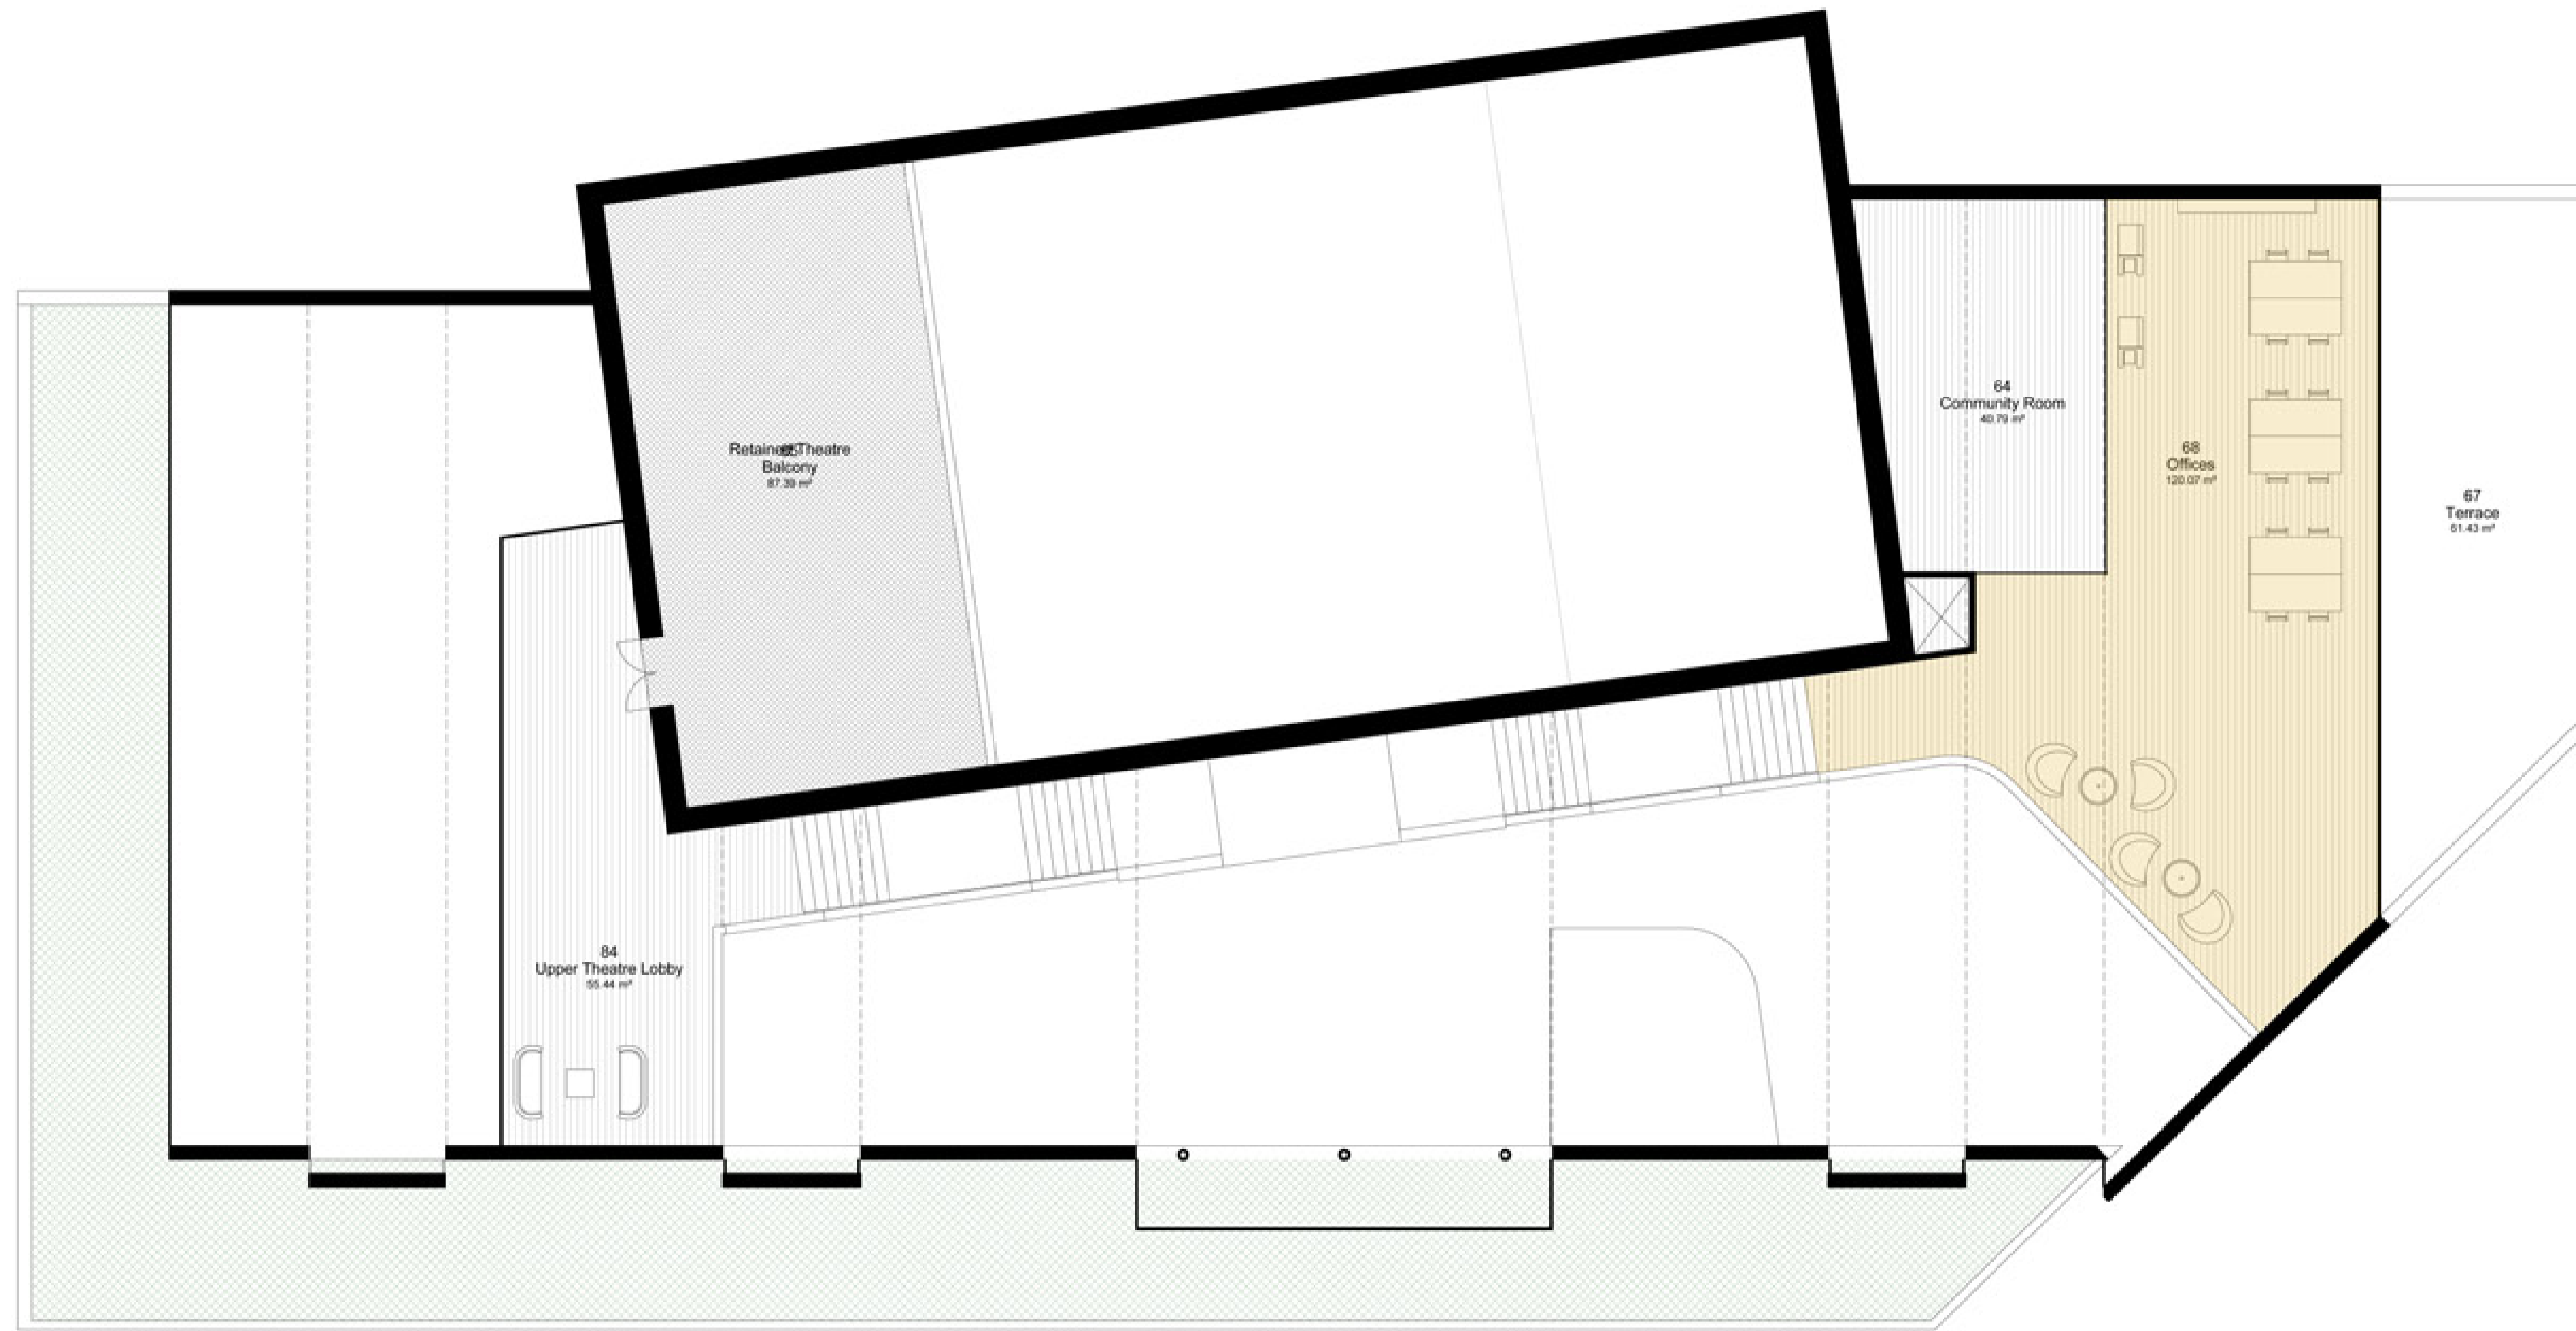 Retained Theatre
Balcony
87.39 m²
64
Community Room
40.79 m²
68
Offices
120.07 m²
67
Terrace
61.43 m²
84
Upper Theatre Lobby
55.44 m²